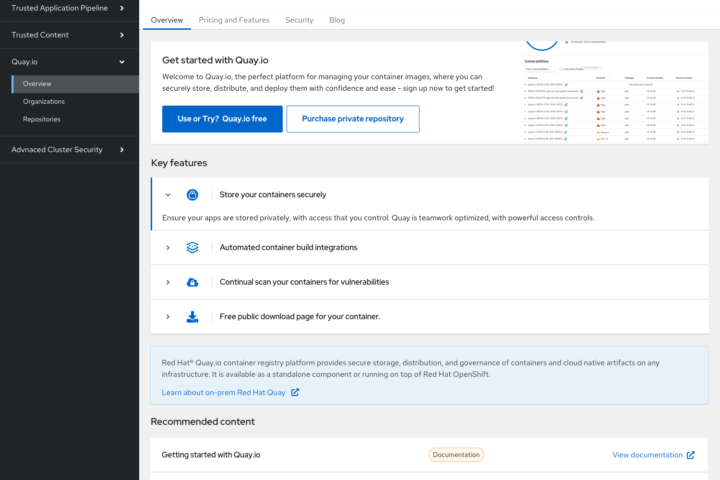 Trusted Application Pipeline
Trusted Content
Quay.io
Overview
Organizations
Repositories
Advnaced Cluster Security
Overview Pricing and Features Security Blog
Get started with Quay.io
Welcome to Quay.io, the perfect platform for managing your container images, where you can
securely store, distribute, and deploy them with confidence and ease - sign up now to get started!
Use or Try? Quay.io free
Purchase private repository
Vulnerabilities
Key features
Store your containers securely
Ensure your apps are stored privately, with access that you control. Quay is teamwork optimized, with powerful access controls.
Automated container build integrations
Continual scan your containers for vulnerabilities
Free public download page for your container.
Red Hat® Quay.io container registry platform provides secure storage, distribution, and governance of containers and cloud native artifacts on any
infrastructure. It is available as a standalone component or running on top of Red Hat OpenShift.
Learn about on-prem Red Hat Quay
Recommended content
Getting started with Quay.io
Documentation
View documentation